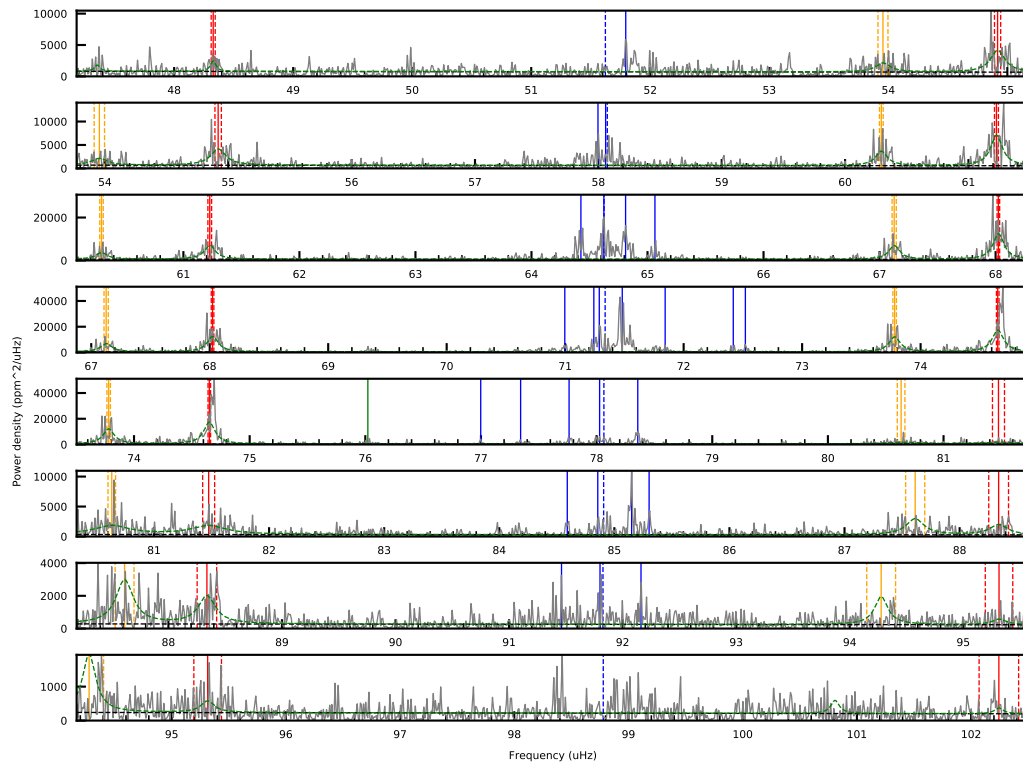 10000
5000
0
48 49 50 51 52 53 54 55
10000
5000
0
54 55 56 57 58 59 60 61
20000
0
61 62 63 64 65 66 67 68
40000
20000
0
67 68 69 70 71 72 73 74
40000
20000
0
74 75 76 77 78 79 80 81
10000
5000
0
81 82 83 84 85 86 87 88
4000
2000
0
88 89 90 91 92 93 94 95
1000
0
95 96 97 98 99 100 101 102
Power density (ppm^2/uHz)
Frequency (uHz)